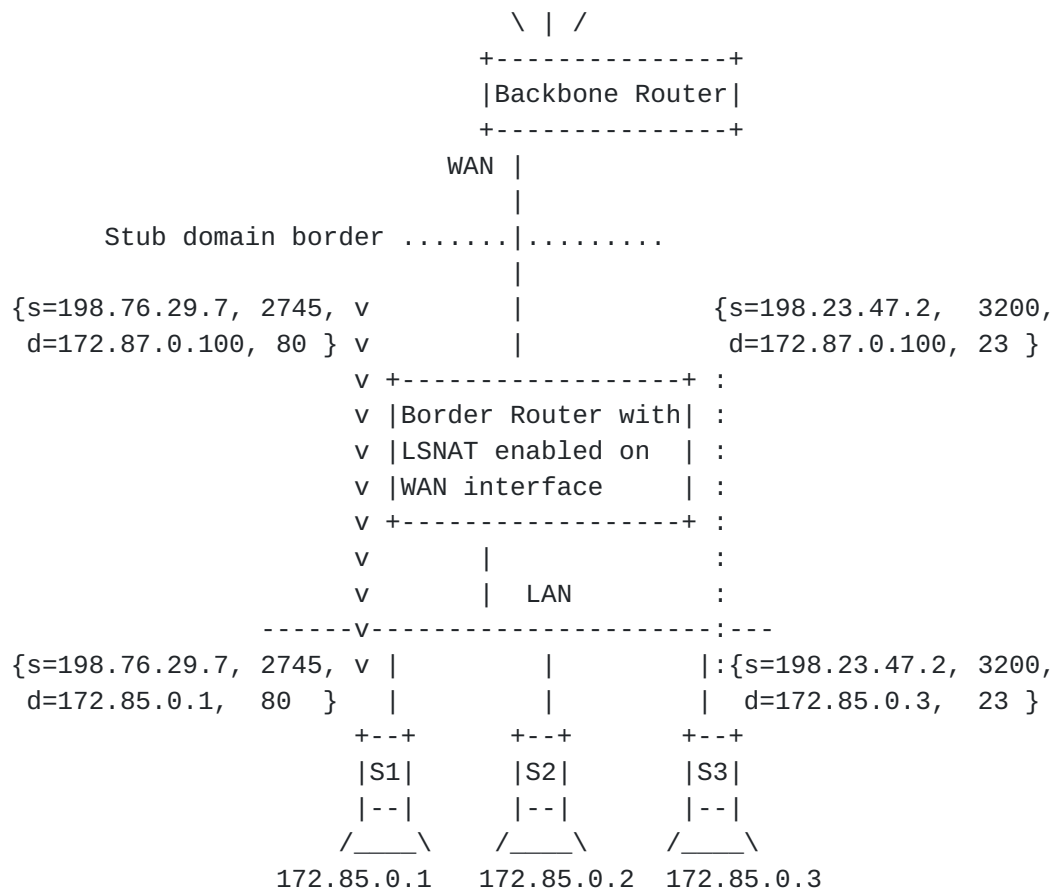 \ | /
                              +---------------+
                              |Backbone Router|
                              +---------------+
                            WAN |
                                |
      Stub domain border .......|.........
                                |
{s=198.76.29.7, 2745, v         |            {s=198.23.47.2,  3200,
 d=172.87.0.100, 80 } v         |             d=172.87.0.100, 23 }
                      v +------------------+ :
                      v |Border Router with| :
                      v |LSNAT enabled on  | :
                      v |WAN interface     | :
                      v +------------------+ :
                      v       |              :
                      v       |  LAN         :
                ------v----------------------:---
{s=198.76.29.7, 2745, v |         |         |:{s=198.23.47.2, 3200,
 d=172.85.0.1,  80  }   |         |         |  d=172.85.0.3,  23 }
                      +--+      +--+       +--+
                      |S1|      |S2|       |S3|
                      |--|      |--|       |--|
                     /____\    /____\     /____\
                 172.85.0.1   172.85.0.2  172.85.0.3